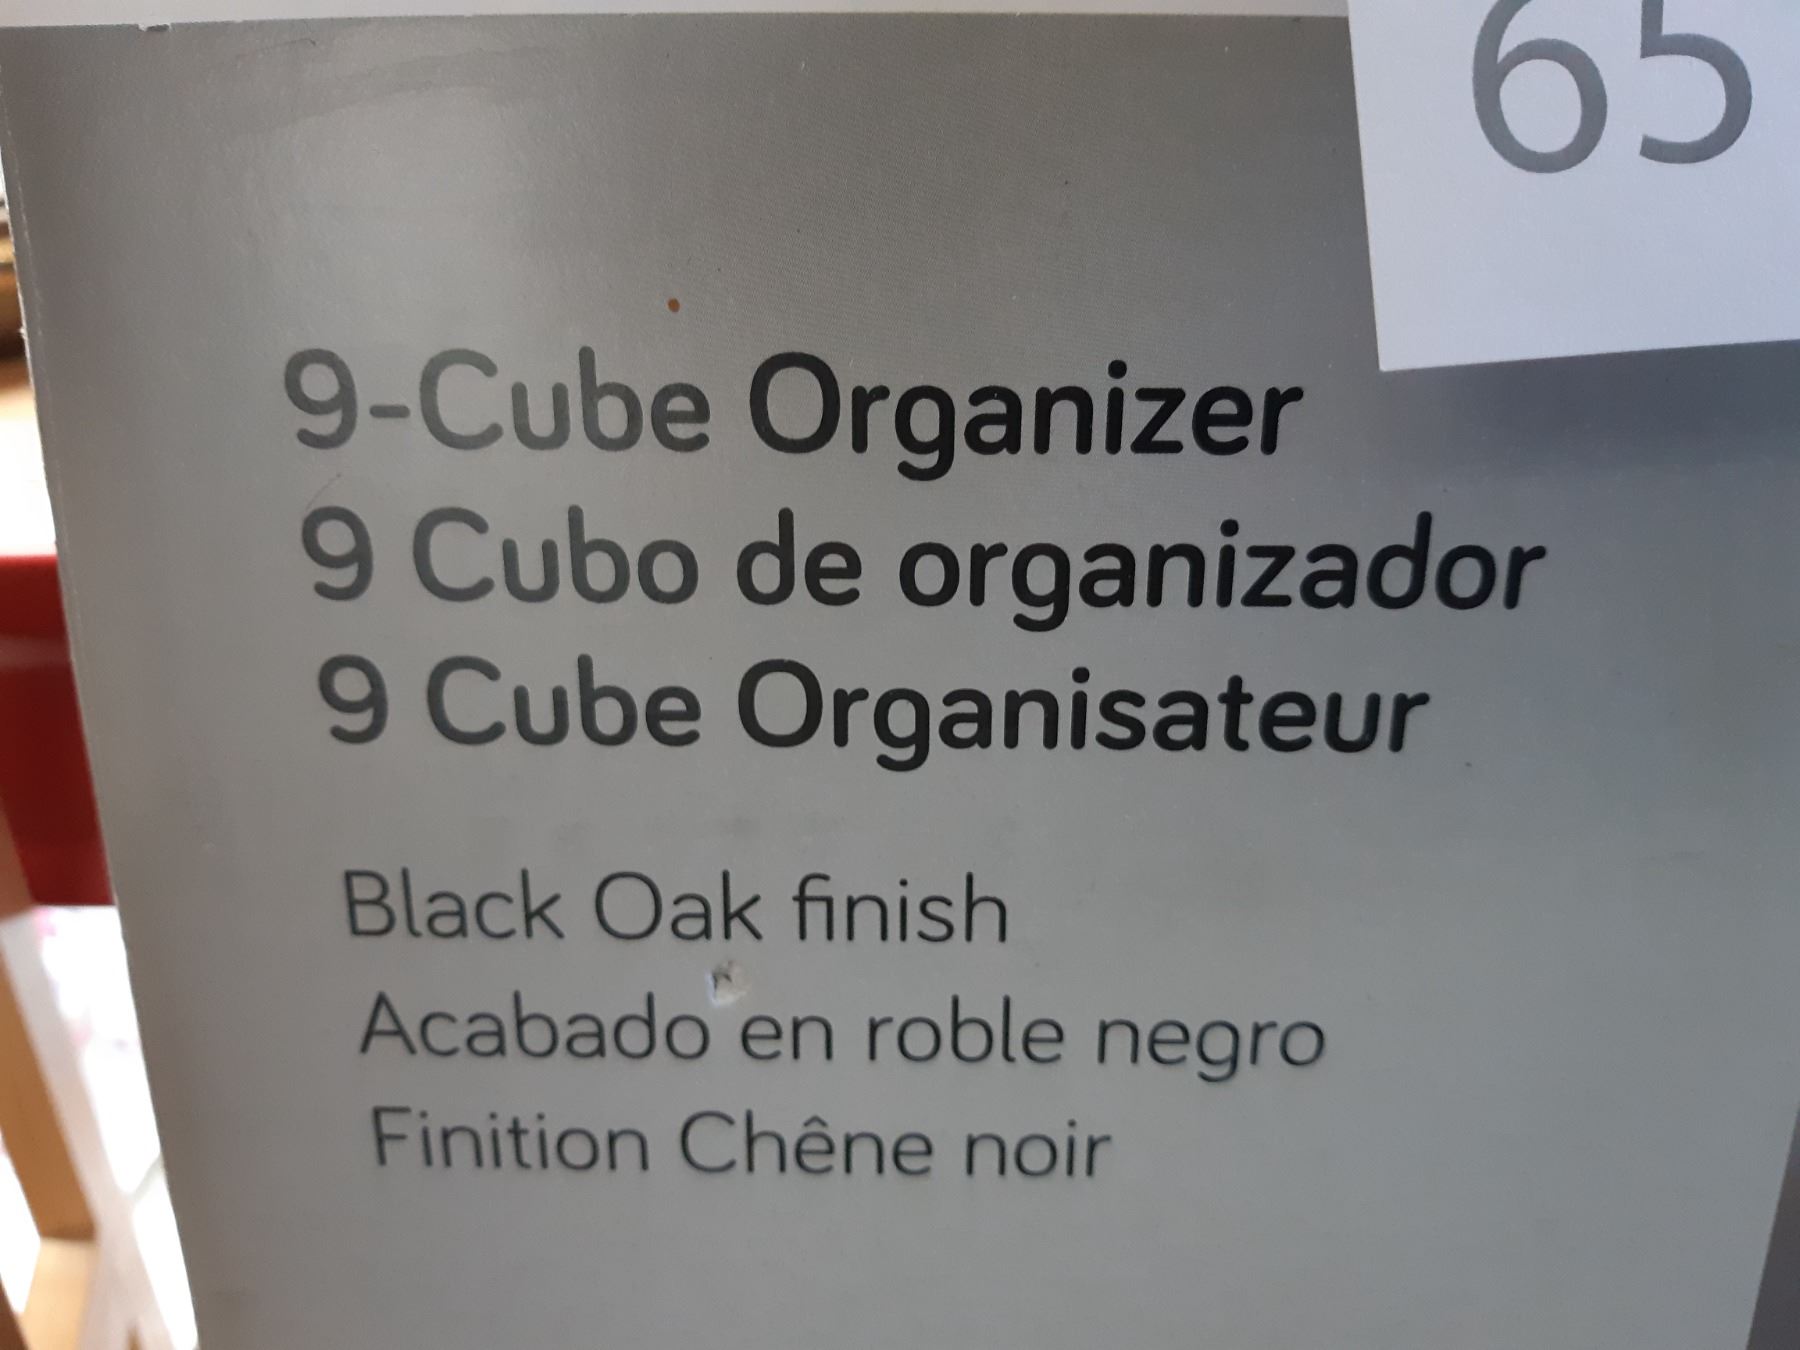 65
9-Cube Organizer
9 Cubo de organizador
9 Cube Organisateur
Black Oak finish
Acabado en roble negro
Finition Chêne noir